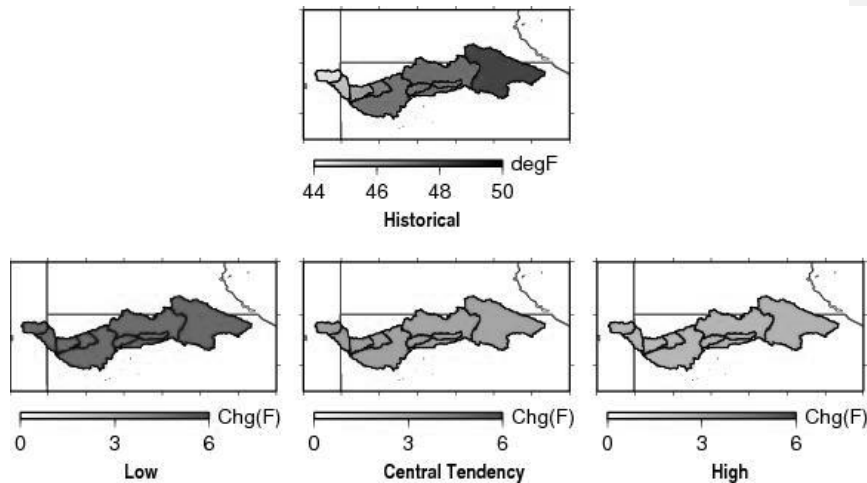 degF
44 46 48 50
Historical
Chg(F) Chg(F) Chg(F)
0 3 6 0 3 6 0 3 6
Low Central Tendency High